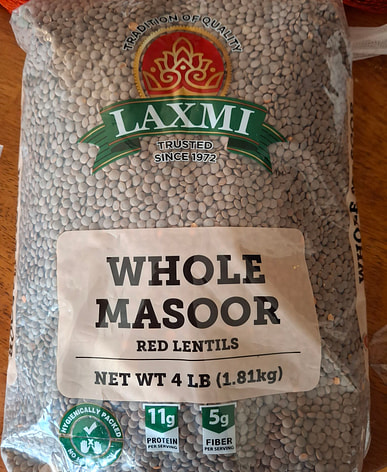 TRADITION OF QUALITY
LAXMI
TRUSTED
SINCE 1972
WHOLE
MASOOR
RED LENTILS
NET WT 4 LB (1.81kg)
HYGIENICALLY PACKED
11g
PROTEIN
PER SERVING
5g
FIBER
PER SERVING
WHOLE